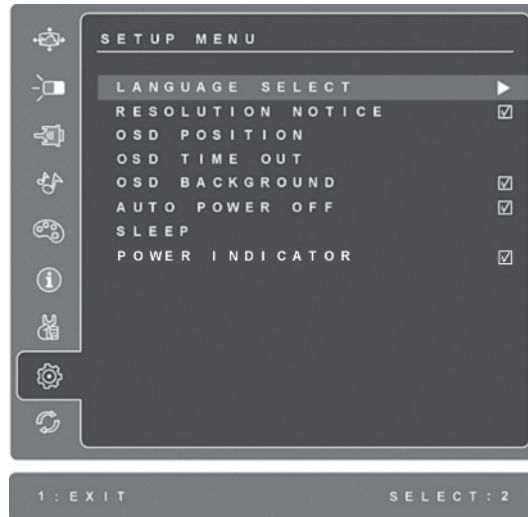 SETUP MENU
LANGUAGE SELECT
RESOLUTION NOTICE
OSD POSITION
OSD TIME OUT
OSD BACKGROUND
AUTO POWER OFF
SLEEP
POWER INDICATOR
1:EXIT SELECT:2